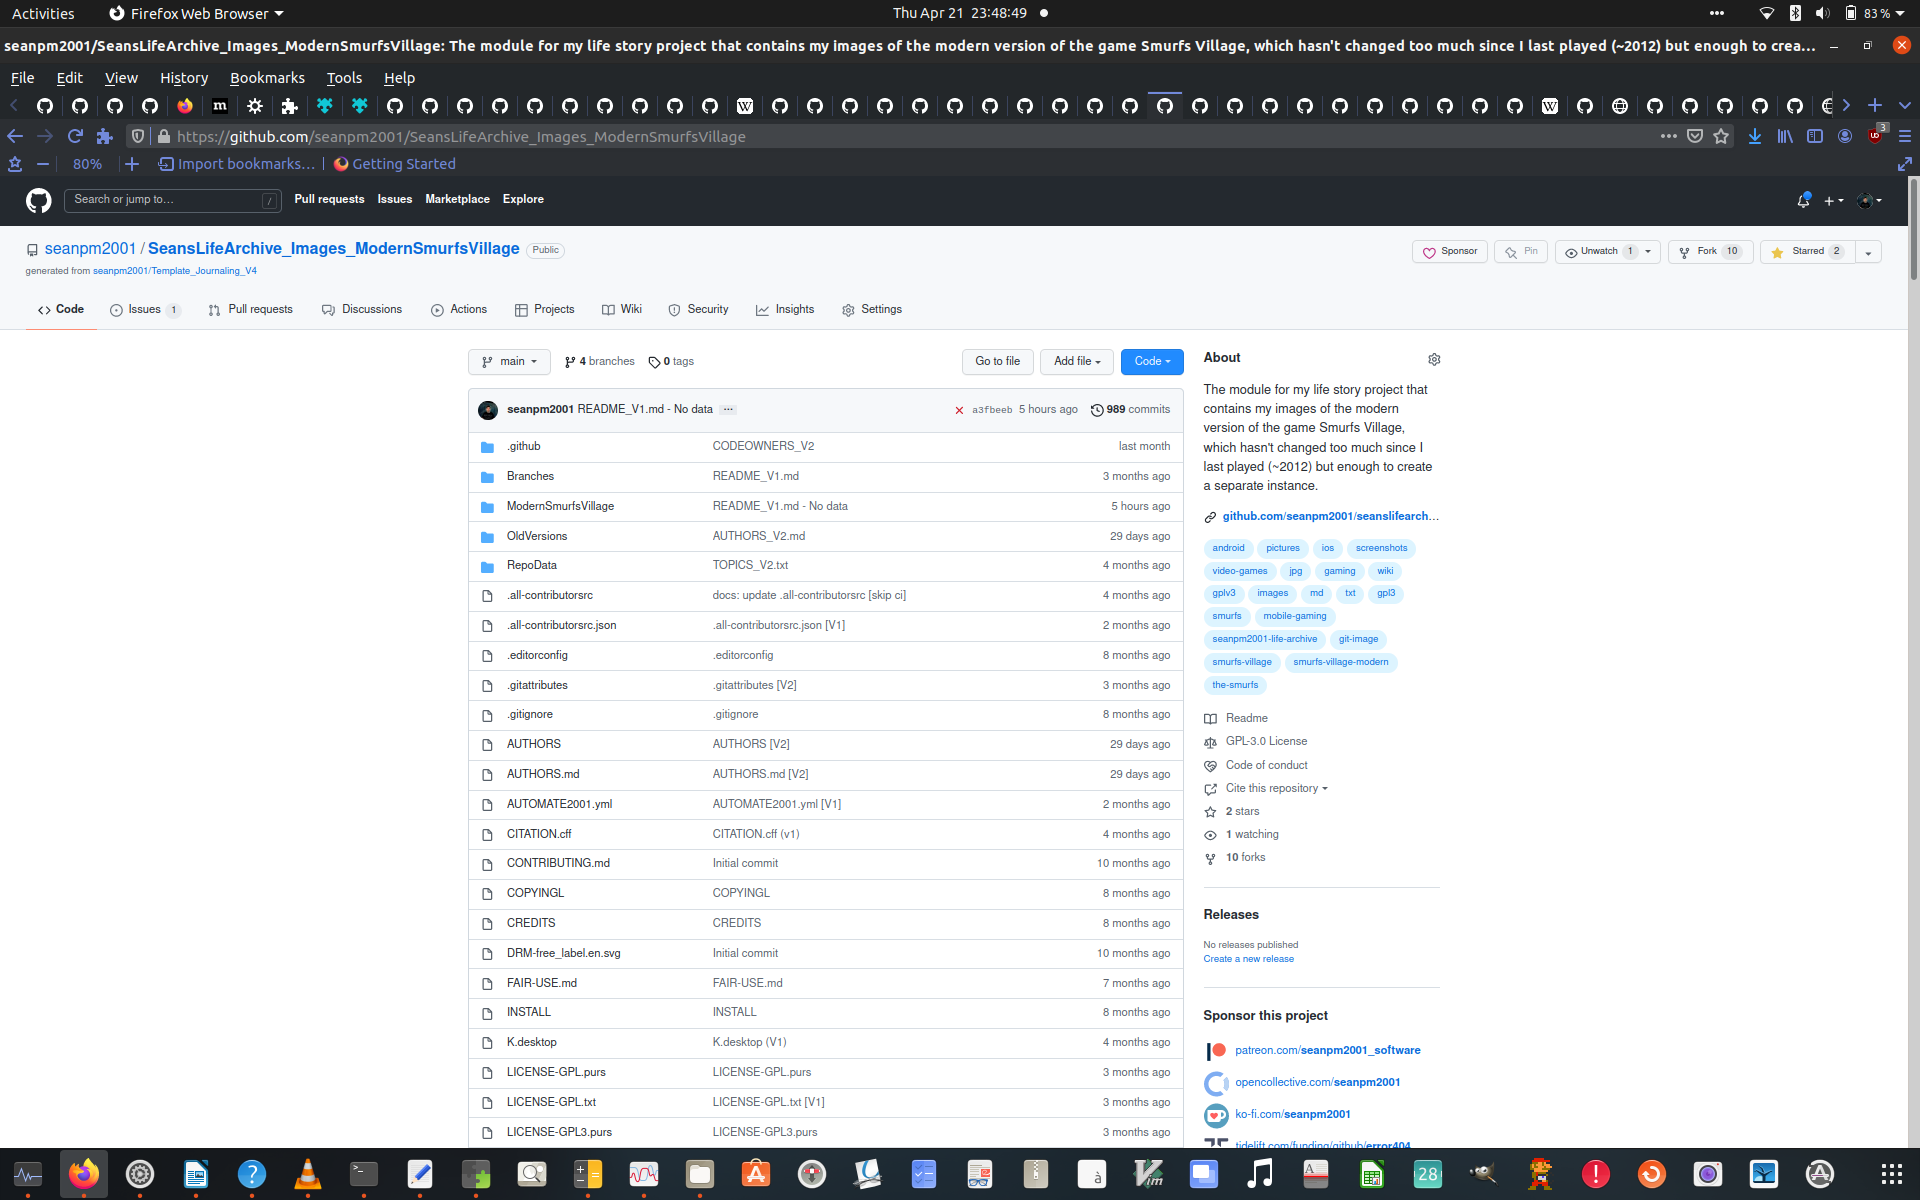 Activities
Firefox Web Browser
Thu Apr 21 23:48:49
83 %
seanpm2001/SeansLifeArchive_Images_ModernSmurfsVillage: The module for my life story project that contains my images of the modern version of the game Smurfs Village, which hasn't changed too much since I last played (~2012) but enough to crea...
File Edit View History Bookmarks Tools Help
https://github.com/seanpm2001/SeansLifeArchive_Images_ModernSmurfsVillage
3
80%
Import bookmarks...
Getting Started
Search or jump to...
/
Pull requests Issues Marketplace Explore
seanpm2001 / SeansLifeArchive_Images_ModernSmurfsVillage Public
Sponsor
Pin
Unwatch 1
Fork 10
Starred 2
generated from seanpm2001/Template_Journaling_V4
Code
Issues 1
Pull requests
Discussions
Actions
Projects
Wiki
Security
Insights
Settings
main
4 branches
0 tags
Go to file
Add file
Code
seanpm2001 README_V1.md - No data ...
a3fbeeb 5 hours ago
989 commits
.github CODEOWNERS_V2 last month
Branches README_V1.md 3 months ago
ModernSmurfsVillage README_V1.md - No data 5 hours ago
OldVersions AUTHORS_V2.md 29 days ago
RepoData TOPICS_V2.txt 4 months ago
.all-contributorsrc docs: update .all-contributorsrc [skip ci] 4 months ago
.all-contributorsrc.json .all-contributorsrc.json [V1] 2 months ago
.editorconfig .editorconfig 8 months ago
.gitattributes .gitattributes [V2] 3 months ago
.gitignore .gitignore 8 months ago
AUTHORS AUTHORS [V2] 29 days ago
AUTHORS.md AUTHORS.md [V2] 29 days ago
AUTOMATE2001.yml AUTOMATE2001.yml [V1] 2 months ago
CITATION.cff CITATION.cff (v1) 4 months ago
CONTRIBUTING.md Initial commit 10 months ago
COPYINGL COPYINGL 8 months ago
CREDITS CREDITS 8 months ago
DRM-free_label.en.svg Initial commit 10 months ago
FAIR-USE.md FAIR-USE.md 7 months ago
INSTALL INSTALL 8 months ago
K.desktop K.desktop (V1) 4 months ago
LICENSE-GPL.purs LICENSE-GPL.purs 3 months ago
LICENSE-GPL.txt LICENSE-GPL.txt [V1] 3 months ago
LICENSE-GPL3.purs LICENSE-GPL3.purs 3 months ago
About
The module for my life story project that
contains my images of the modern
version of the game Smurfs Village,
which hasn't changed too much since I
last played (~2012) but enough to create
a separate instance.
github.com/seanpm2001/seanslifearch...
android pictures ios screenshots
video-games jpg gaming wiki
gplv3 images md txt gpl3
smurfs mobile-gaming
seanpm2001-life-archive git-image
smurfs-village smurfs-village-modern
the-smurfs
Readme
GPL-3.0 License
Code of conduct
Cite this repository
2 stars
1 watching
10 forks
Releases
No releases published
Create a new release
Sponsor this project
patreon.com/seanpm2001_software
opencollective.com/seanpm2001
ko-fi.com/seanpm2001
tidelift.com/funding/github/error404
28